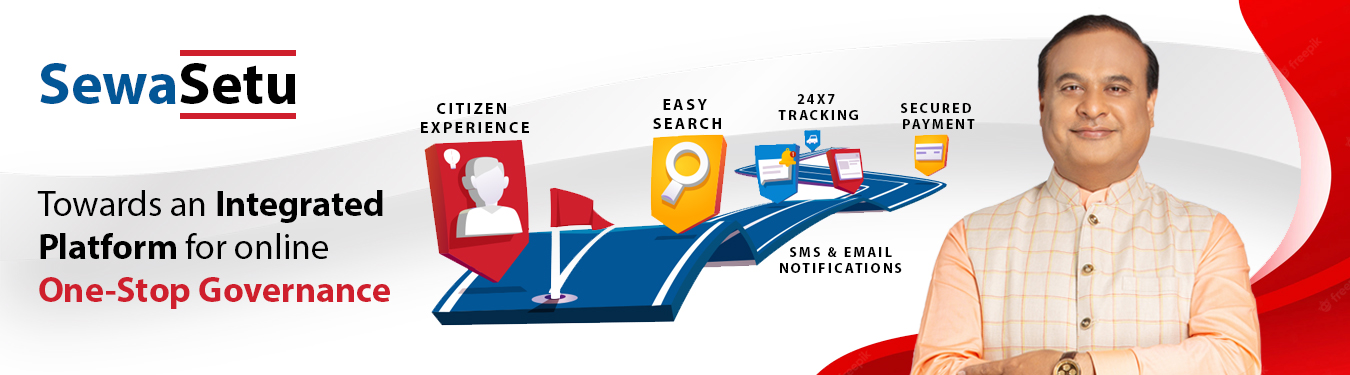 SewaSetu
Towards an Integrated
Platform for online
One-Stop Governance
CITIZEN
EXPERIENCE
EASY
SEARCH
24X7
TRACKING
SECURED
PAYMENT
SMS & EMAIL
NOTIFICATIONS
freepik
freepik